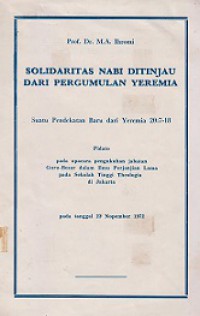 Prof. Dr. M.A. Ihromi
SOLIDARITAS NABI DITINJAU
DARI PERGUMULAN YEREMIA
Suatu Pendekatan Baru dari Yeremia 20:7-18
Pidato
pada upacara pengukuhan jabatan
Guru-Besar dalam Ilmu Perjanjian Lama
pada Sekolah Tinggi Theologia
di Jakarta
pada tanggal 29 Nopember 1972